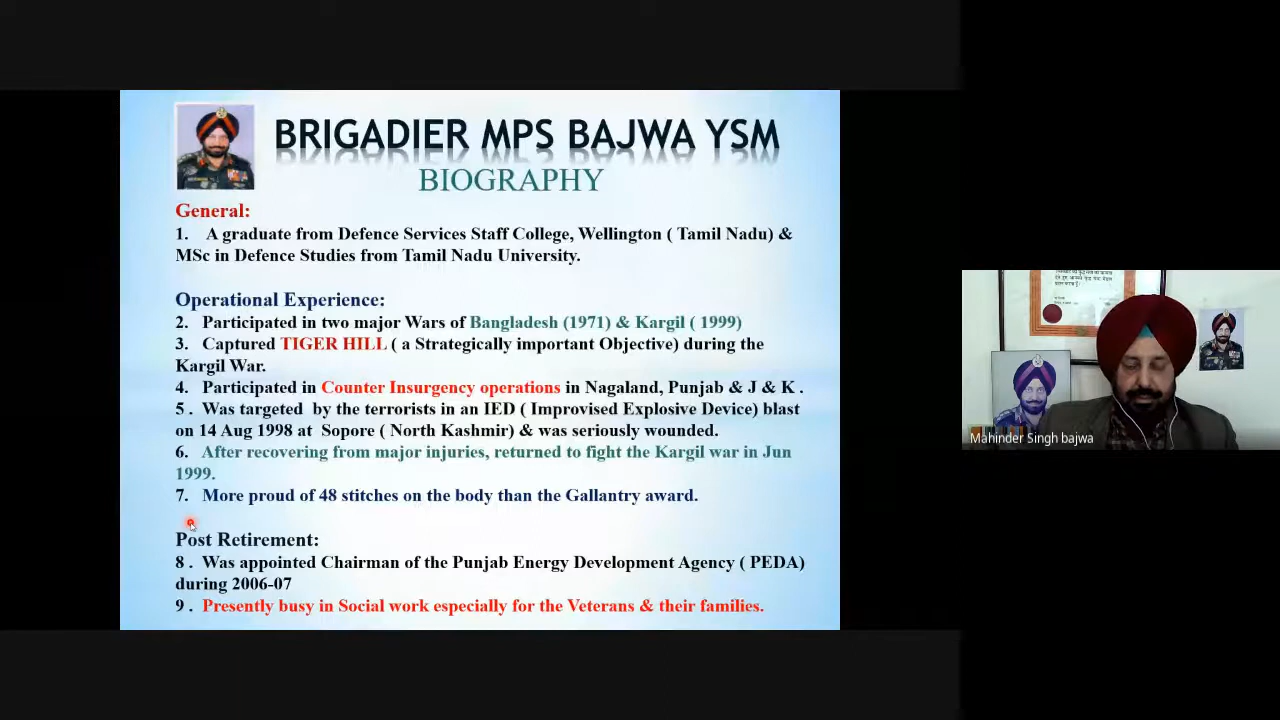 BRIGADIER MPS BAJWA YSM
BIOGRAPHY
General:
1. A graduate from Defence Services Staff College, Wellington ( Tamil Nadu) &
MSc in Defence Studies from Tamil Nadu University.
Operational Experience:
2. Participated in two major Wars of Bangladesh (1971) & Kargil ( 1999)
3. Captured TIGER HILL ( a Strategically important Objective) during the
Kargil War.
4. Participated in Counter Insurgency operations in Nagaland, Punjab & J & K .
5 . Was targeted by the terrorists in an IED ( Improvised Explosive Device) blast
on 14 Aug 1998 at Sopore ( North Kashmir) & was seriously wounded.
6. After recovering from major injuries, returned to fight the Kargil war in Jun
1999.
7. More proud of 48 stitches on the body than the Gallantry award.
Post Retirement:
8 . Was appointed Chairman of the Punjab Energy Development Agency ( PEDA)
during 2006-07
9 . Presently busy in Social work especially for the Veterans & their families.
Mahinder Singh bajwa